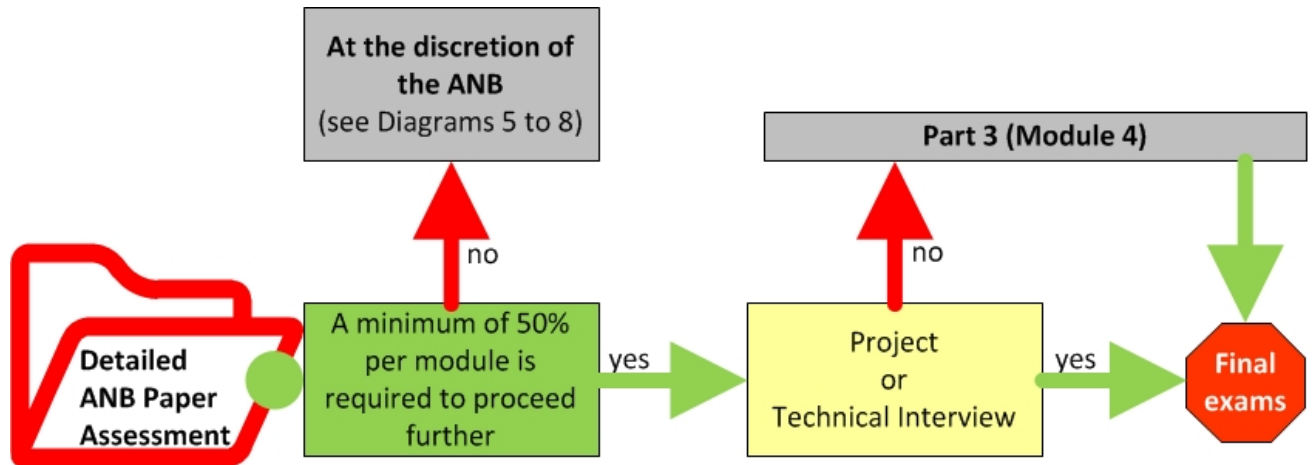 At the discretion of
the ANB
(see Diagrams 5 to 8)
Part 3 (Module 4)
no
no
Detailed
ANB Paper
Assessment
A minimum of 50%
per module is
required to proceed
further
yes
Project
or
Technical Interview
yes
Final
exams